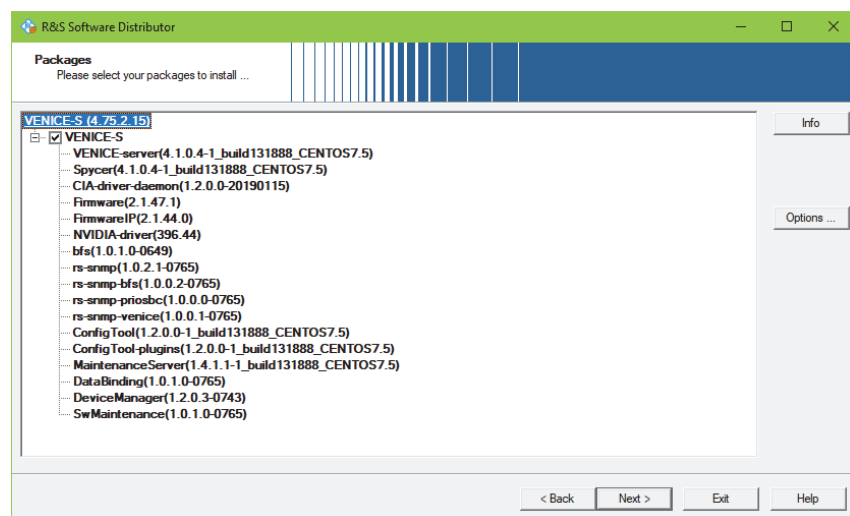 R&S Software Distributor
Packages
Please select your packages to install ...
VENICE-S (4.75.2.15)
VENICE-S
VENICE-server(4.1.0.4-1_build131888_CENTOS7.5)
Spycer(4.1.0.4-1_build131888_CENTOS7.5)
CIA-driver-daemon(1.2.0.0-20190115)
Firmware(2.1.47.1)
FirmwareIP(2.1.44.0)
NVIDIA-driver(396.44)
bfs(1.0.1.0-0649)
rs-snmp(1.0.2.1-0765)
rs-snmp-bfs(1.0.0.2-0765)
rs-snmp-priosbc(1.0.0.0-0765)
rs-snmp-venice(1.0.0.1-0765)
ConfigTool(1.2.0.0-1_build131888_CENTOS7.5)
ConfigTool-plugins(1.2.0.0-1_build131888_CENTOS7.5)
MaintenanceServer(1.4.1.1-1_build131888_CENTOS7.5)
DataBinding(1.0.1.0-0765)
DeviceManager(1.2.0.3-0743)
SwMaintenance(1.0.1.0-0765)
Info
Options ...
< Back
Next >
Exit
Help